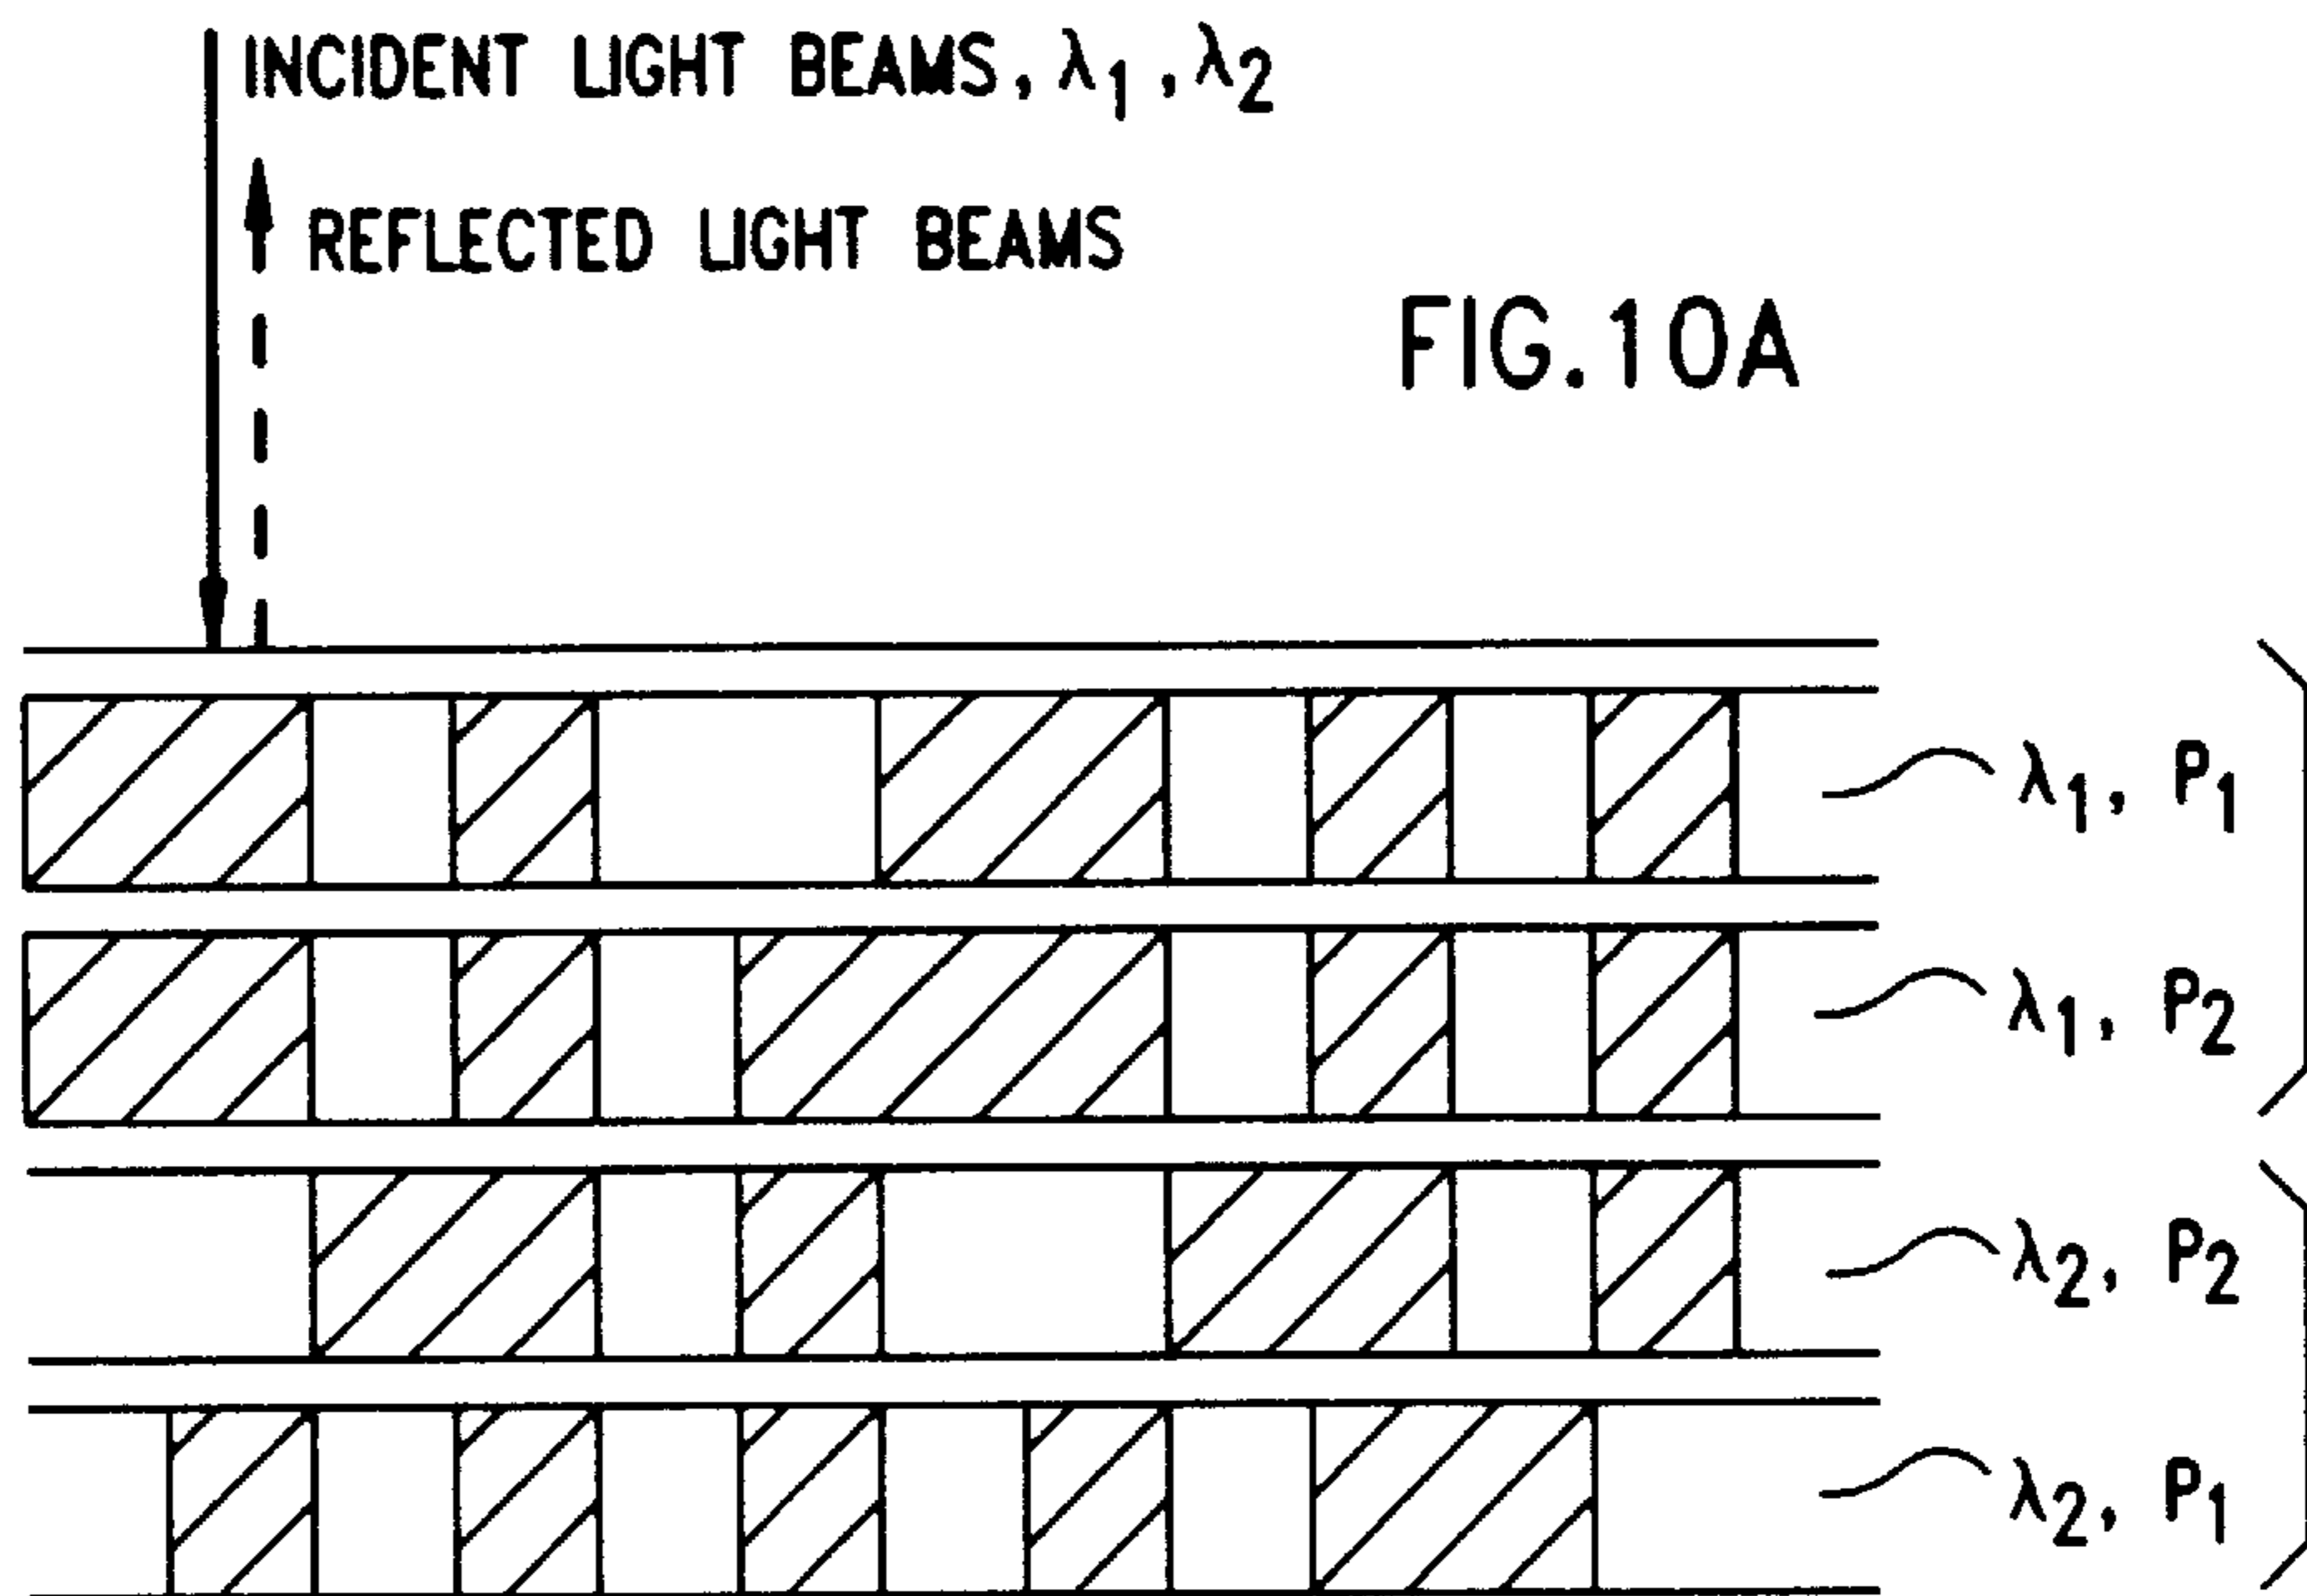 INCIDENT LIGHT BEAMS, λ1, λ2
REFLECTED LIGHT BEAMS
FIG.10A
λ1, P1
λ1, P2
λ2, P2
λ2, P1